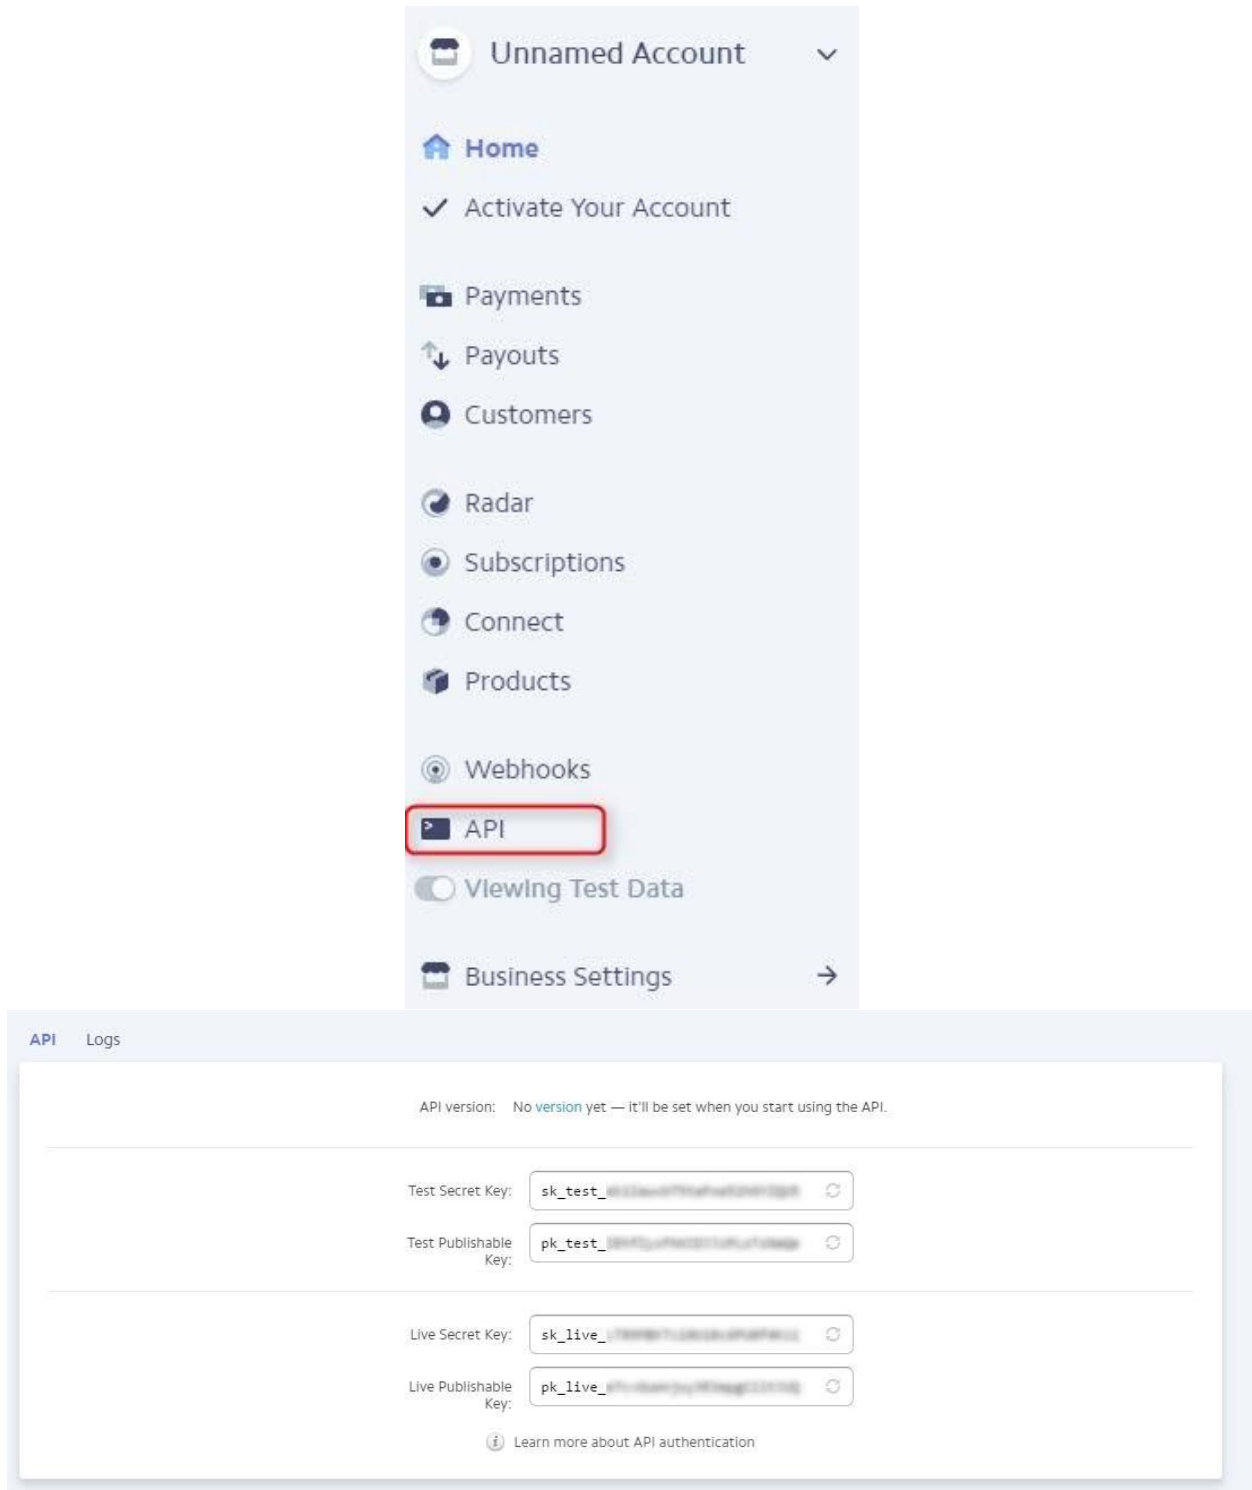 Unnamed Account
Home
Activate Your Account
Payments
Payouts
Customers
Radar
Subscriptions
Connect
Products
Webhooks
API
Viewing Test Data
Business Settings
API Logs
API version: No version yet — it'll be set when you start using the API.
Test Secret Key: sk_test_
Test Publishable
Key: pk_test_
Live Secret Key: sk_live_
Live Publishable
Key: pk_live_
Learn more about API authentication